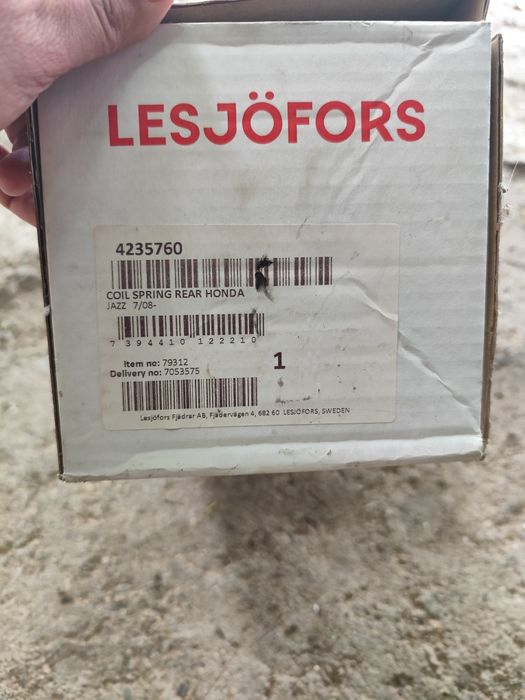 LESJÖFORS
4235760
COIL SPRING REAR HONDA
JAZZ 7/08-
7 394410 122210
Item no: 79312
1
Delivery no: 7053575
Lesjöfors Fjädrar AB, Fjädervägen 4, 682 60 LESJÖFORS, SWEDEN